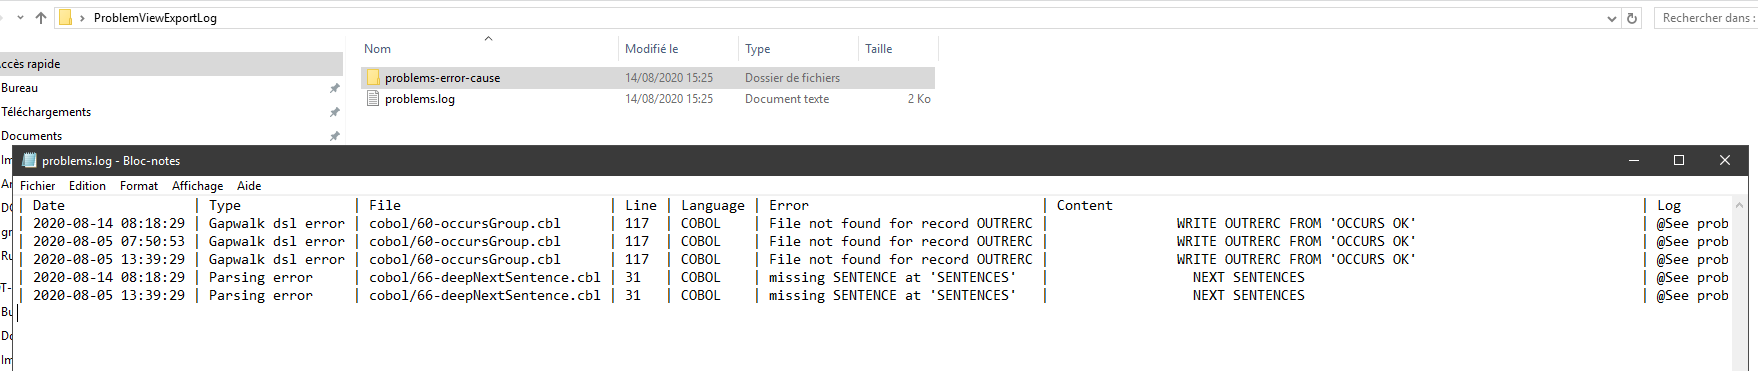 ProblemViewExportLog
Rechercher dans :
Nom Modifié le Type Taille
ccès rapide
Bureau
Téléchargements
Documents
problems-error-cause 14/08/2020 15:25 Dossier de fichiers
problems.log 14/08/2020 15:25 Document texte 2 Ko
problems.log - Bloc-notes
Fichier Edition Format Affichage Aide
| Date | Type | File | Line | Language | Error | Content | Log
| 2020-08-14 08:18:29 | Gapwalk dsl error | cobol/60-occursGroup.cbl | 117 | COBOL | File not found for record OUTRERC | WRITE OUTRERC FROM 'OCCURS OK' | @See prob
| 2020-08-05 07:50:53 | Gapwalk dsl error | cobol/60-occursGroup.cbl | 117 | COBOL | File not found for record OUTRERC | WRITE OUTRERC FROM 'OCCURS OK' | @See prob
| 2020-08-05 13:39:29 | Gapwalk dsl error | cobol/60-occursGroup.cbl | 117 | COBOL | File not found for record OUTRERC | WRITE OUTRERC FROM 'OCCURS OK' | @See prob
| 2020-08-14 08:18:29 | Parsing error | cobol/66-deepNextSentence.cbl | 31 | COBOL | missing SENTENCE at 'SENTENCES' | NEXT SENTENCES | @See prob
| 2020-08-05 13:39:29 | Parsing error | cobol/66-deepNextSentence.cbl | 31 | COBOL | missing SENTENCE at 'SENTENCES' | NEXT SENTENCES | @See prob